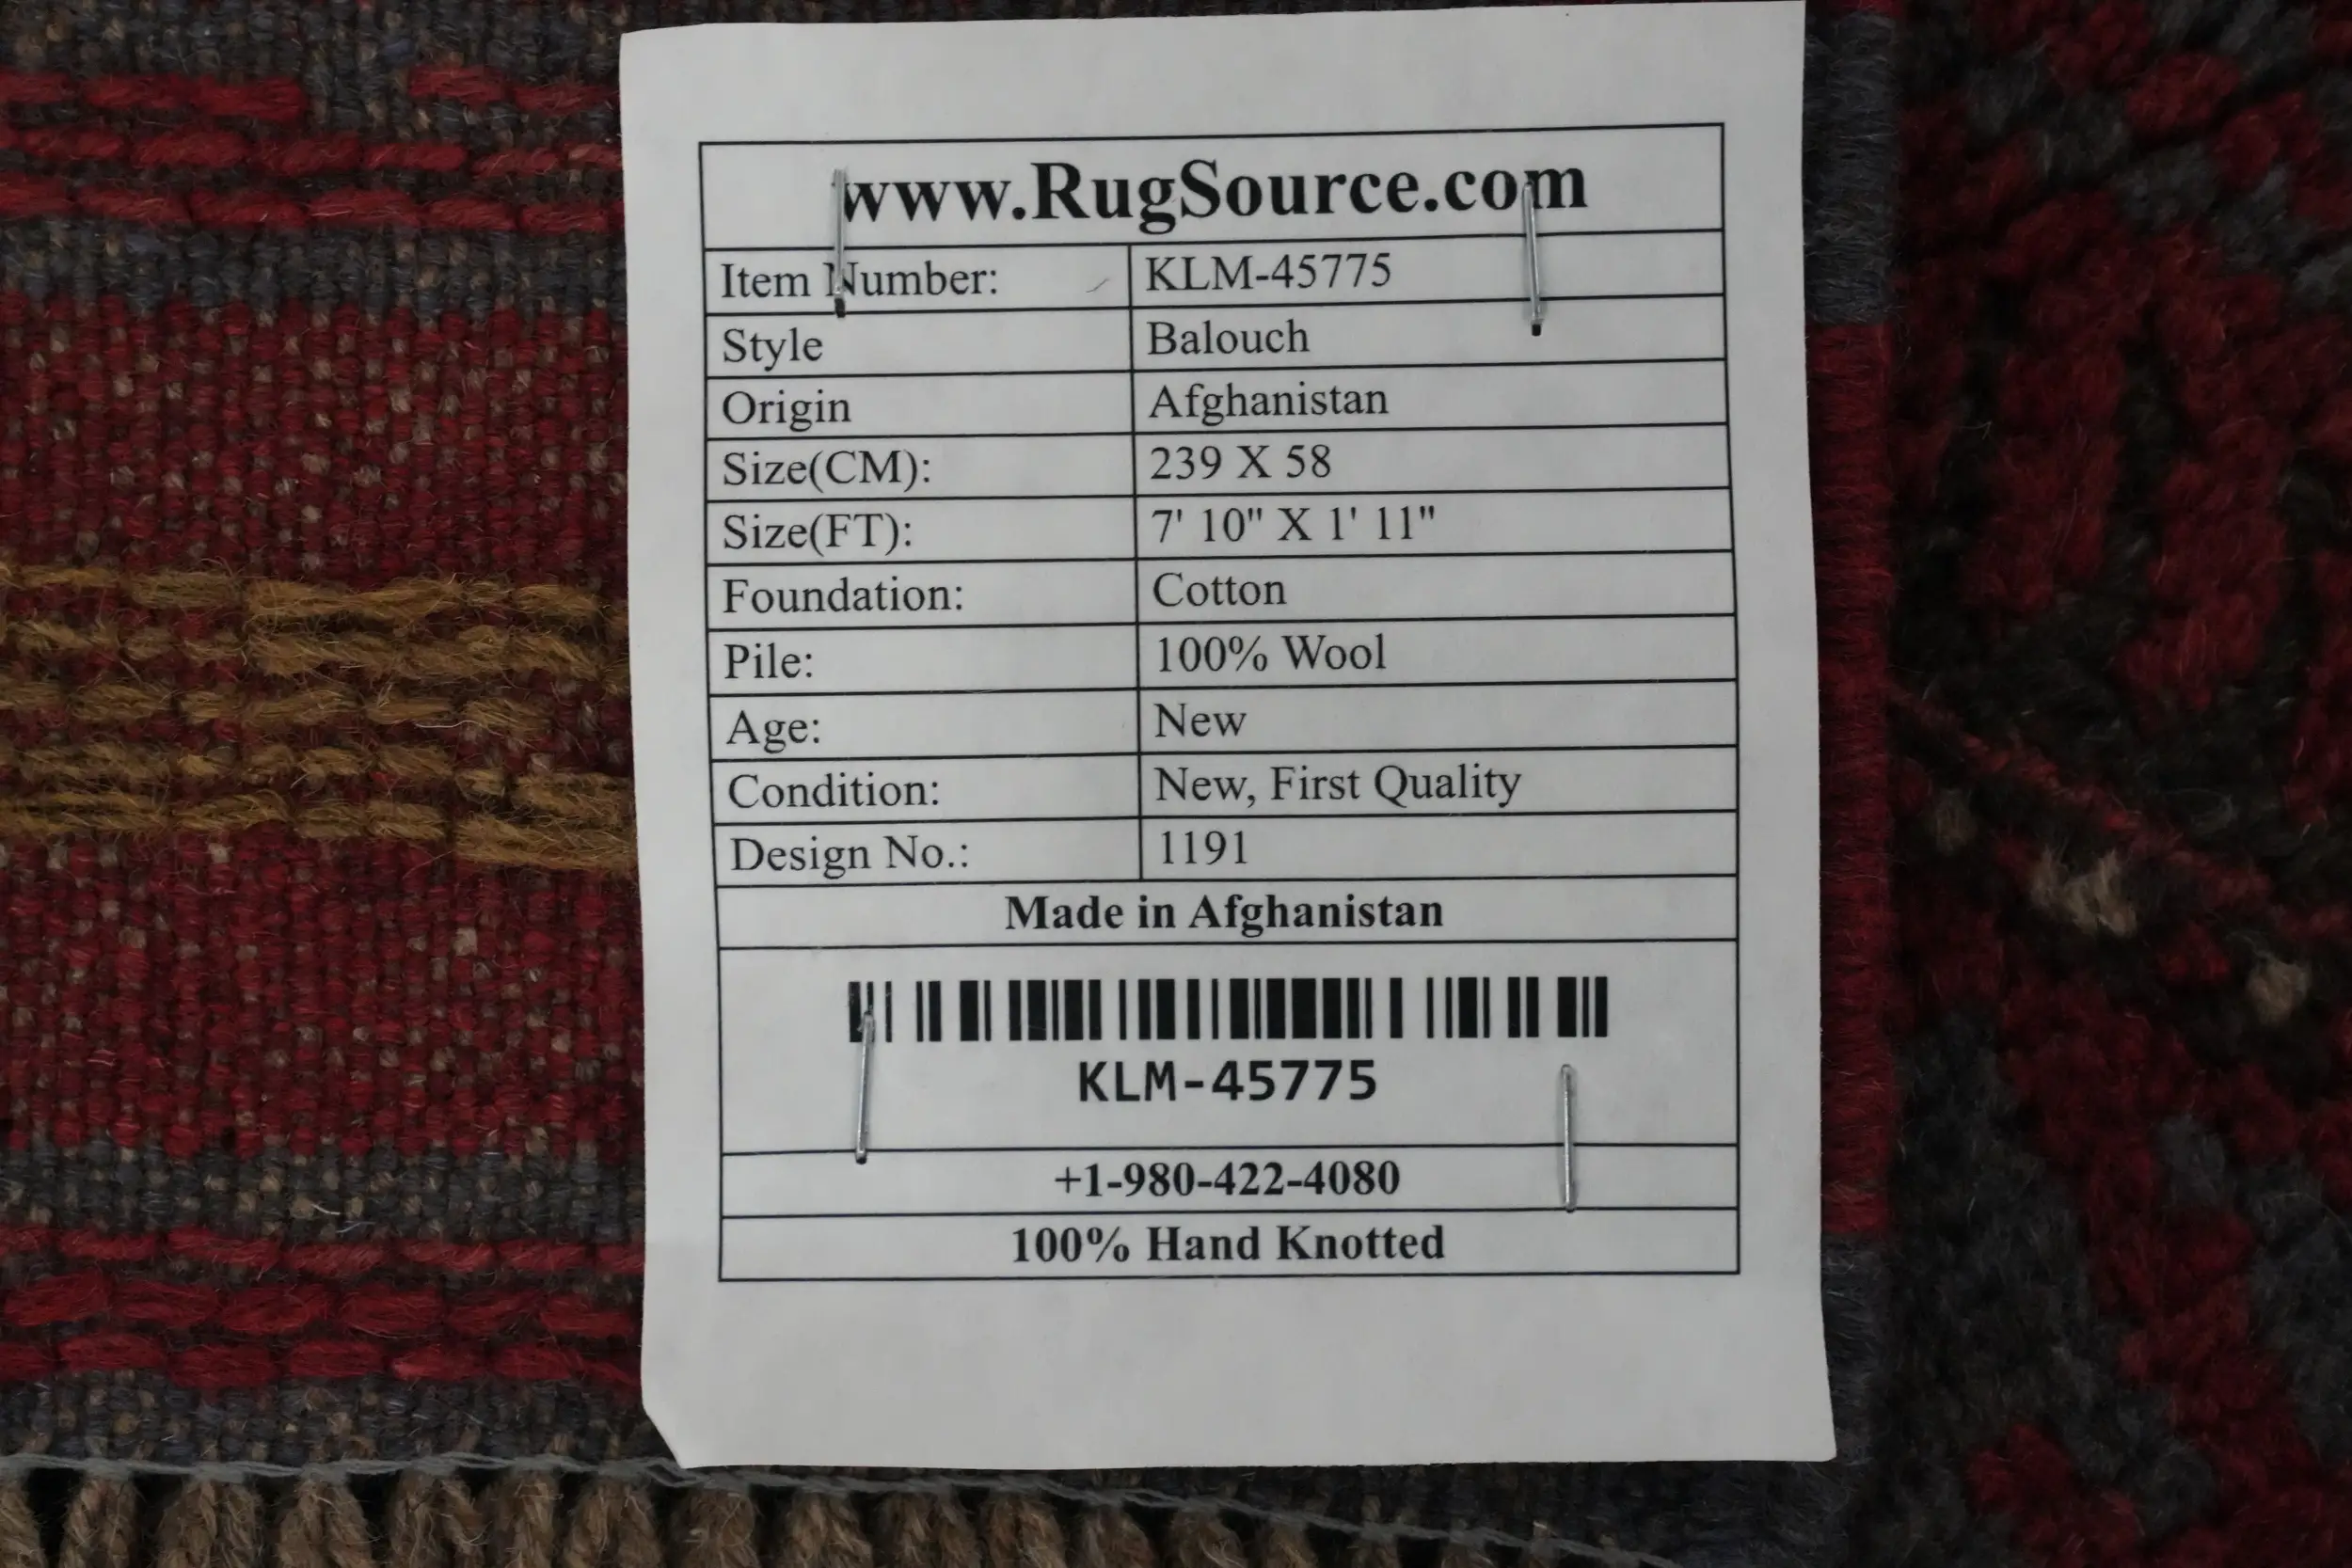 www.RugSource.com
Item Number: KLM-45775
Style Balouch
Origin Afghanistan
Size(CM): 239 X 58
Size(FT): 7' 10" X 1' 11"
Foundation: Cotton
Pile: 100% Wool
Age: New
Condition: New, First Quality
Design No.: 1191
Made in Afghanistan
KLM-45775
+1-980-422-4080
100% Hand Knotted